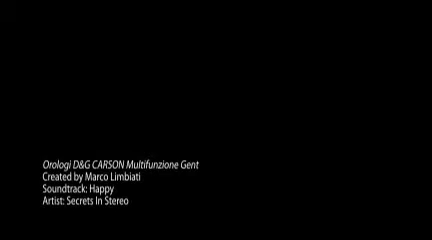 Orologi D&G CARSON Multifunzione Gent
Created by Marco Limbiati
Soundtrack: Happy
Artist: Secrets In Stereo